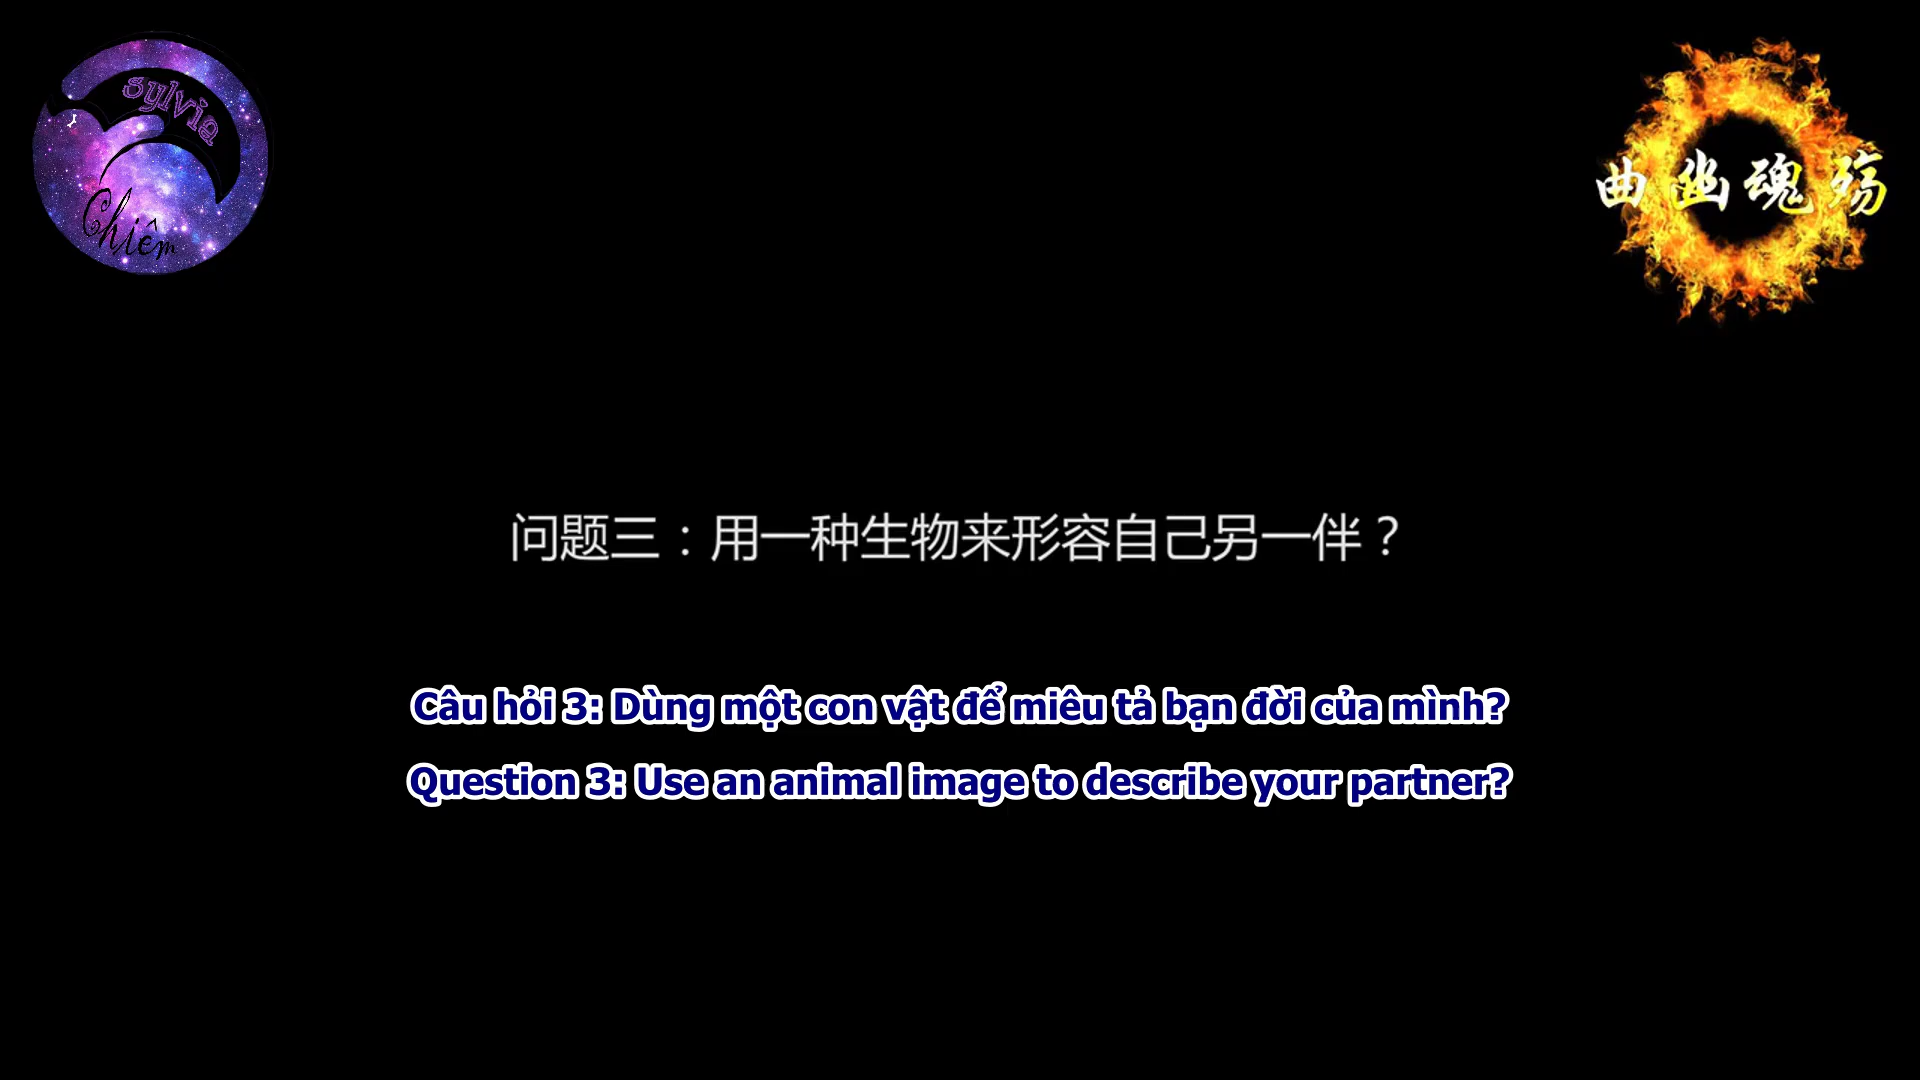 Sylvia
Chiêm
曲幽魂殇
问题三：用一种生物来形容自己另一伴？
Câu hỏi 3: Dùng một con vật để miêu tả bạn đời của mình?
Question 3: Use an animal image to describe your partner?